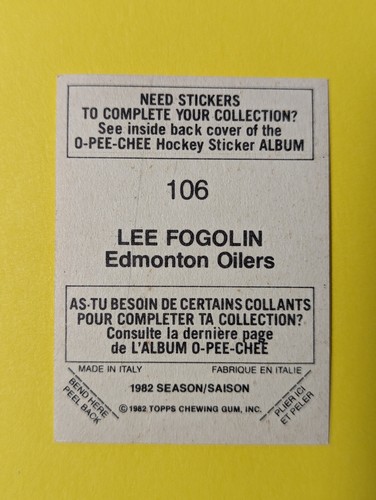 NEED STICKERS
TO COMPLETE YOUR COLLECTION?
See inside back cover of the
O-PEE-CHEE Hockey Sticker ALBUM
106
LEE FOGOLIN
Edmonton Oilers
AS-TU BESOIN DE CERTAINS COLLANTS
POUR COMPLETER TA COLLECTION?
Consulte la dernière page
de L'ALBUM O-PEE-CHEE
MADE IN ITALY FABRIQUE EN ITALIE
1982 SEASON/SAISON
BEND HERE
PEEL BACK
PLIER ICI
ET PELER
©1982 TOPPS CHEWING GUM, INC.